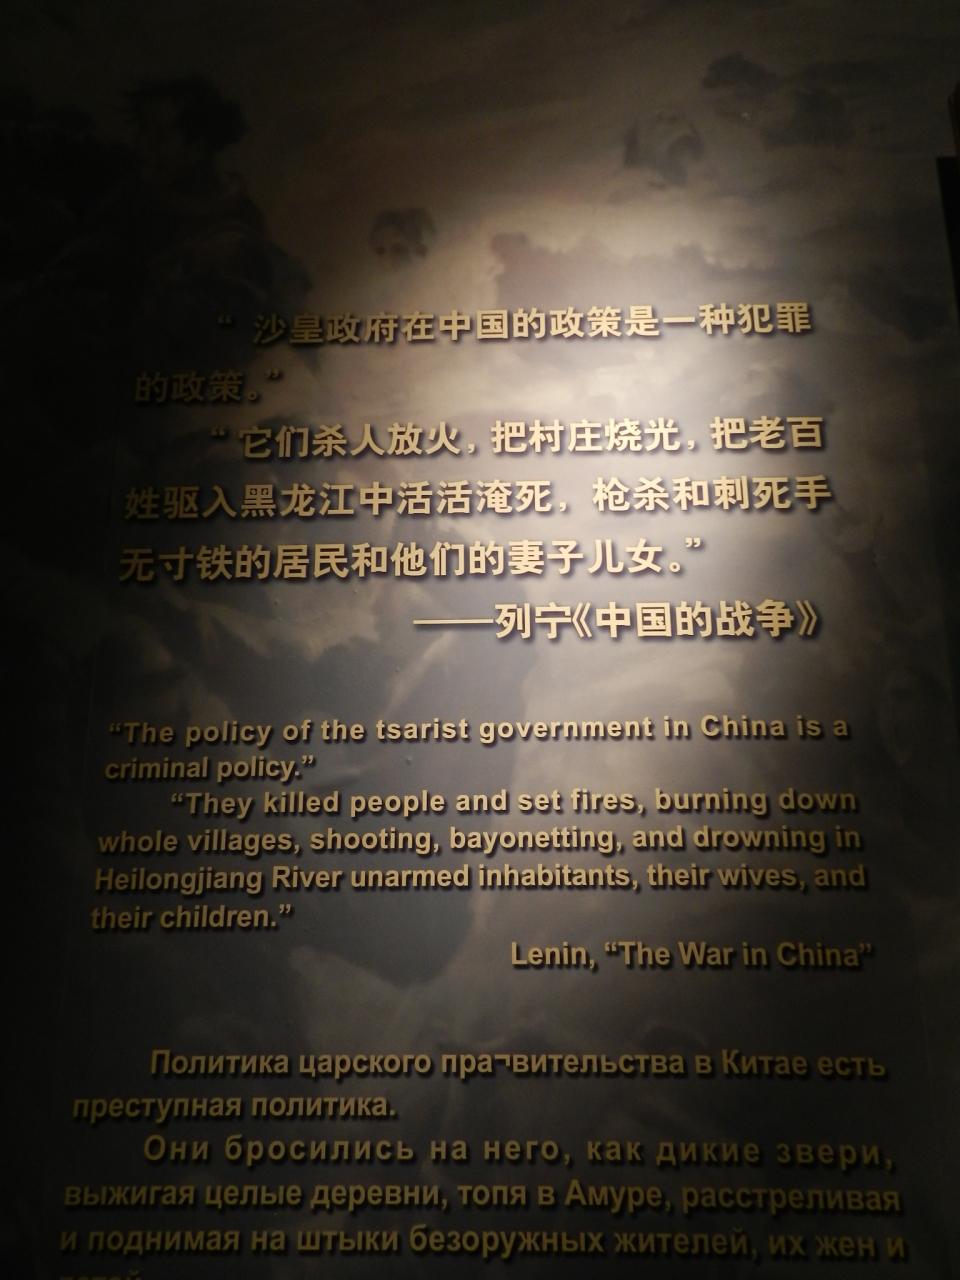 “沙皇政府在中国的政策是一种犯罪
的政策。”
“它们杀人放火，把村庄烧光，把老百
姓驱入黑龙江中活活淹死，枪杀和刺死手
无寸铁的居民和他们的妻子儿女。”
——列宁《中国的战争》
“The policy of the tsarist government in China is a
criminal policy.”
“They killed people and set fires, burning down
whole villages, shooting, bayonetting, and drowning in
Heilongjiang River unarmed inhabitants, their wives, and
their children.”
Lenin, “The War in China”
Политика царского пра¬вительства в Китае есть
преступная политика.
Они бросились на него, как дикие звери,
выжигая целые деревни, топя в Амуре, расстреливая
и поднимая на штыки безоружных жителей, их жен и